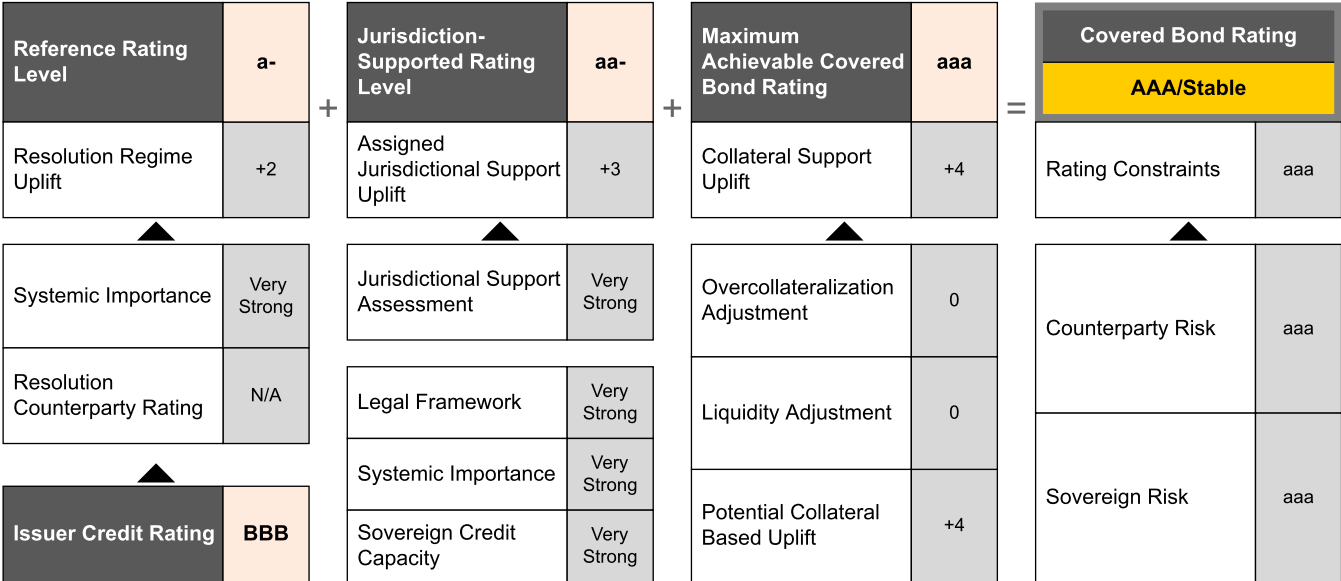 Reference Rating
Level
a-
Resolution Regime
Uplift
+2
Systemic Importance
Very
Strong
Resolution
Counterparty Rating
N/A
Issuer Credit Rating
BBB
+
Jurisdiction-
Supported Rating
Level
aa-
Assigned
Jurisdictional Support
Uplift
+3
Jurisdictional Support
Assessment
Very
Strong
Legal Framework
Very
Strong
Systemic Importance
Very
Strong
Sovereign Credit
Capacity
Very
Strong
+
Maximum
Achievable Covered
Bond Rating
aaa
Collateral Support
Uplift
+4
Overcollateralization
Adjustment
0
Liquidity Adjustment
0
Potential Collateral
Based Uplift
+4
=
Covered Bond Rating
AAA/Stable
Rating Constraints
aaa
Counterparty Risk
aaa
Sovereign Risk
aaa